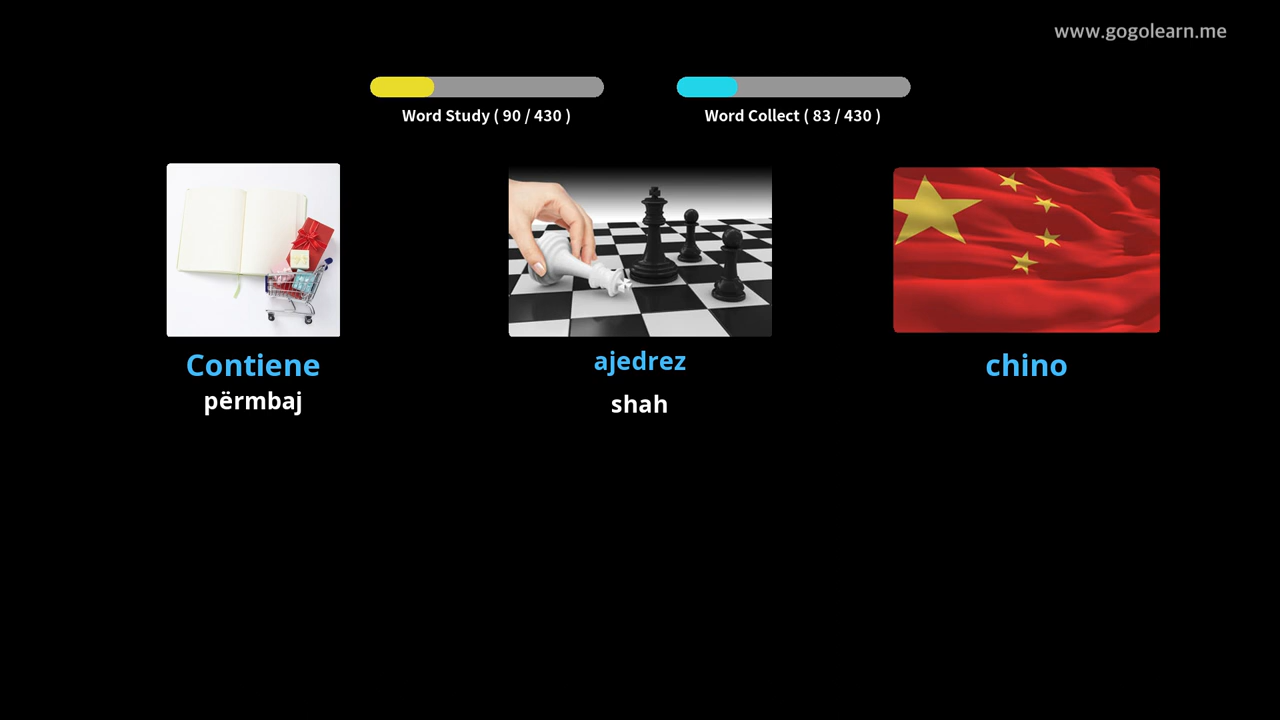 www.gogolearn.me
Word Study ( 90 / 430 )
Word Collect ( 83 / 430 )
Contiene
përmbaj
ajedrez
shah
chino